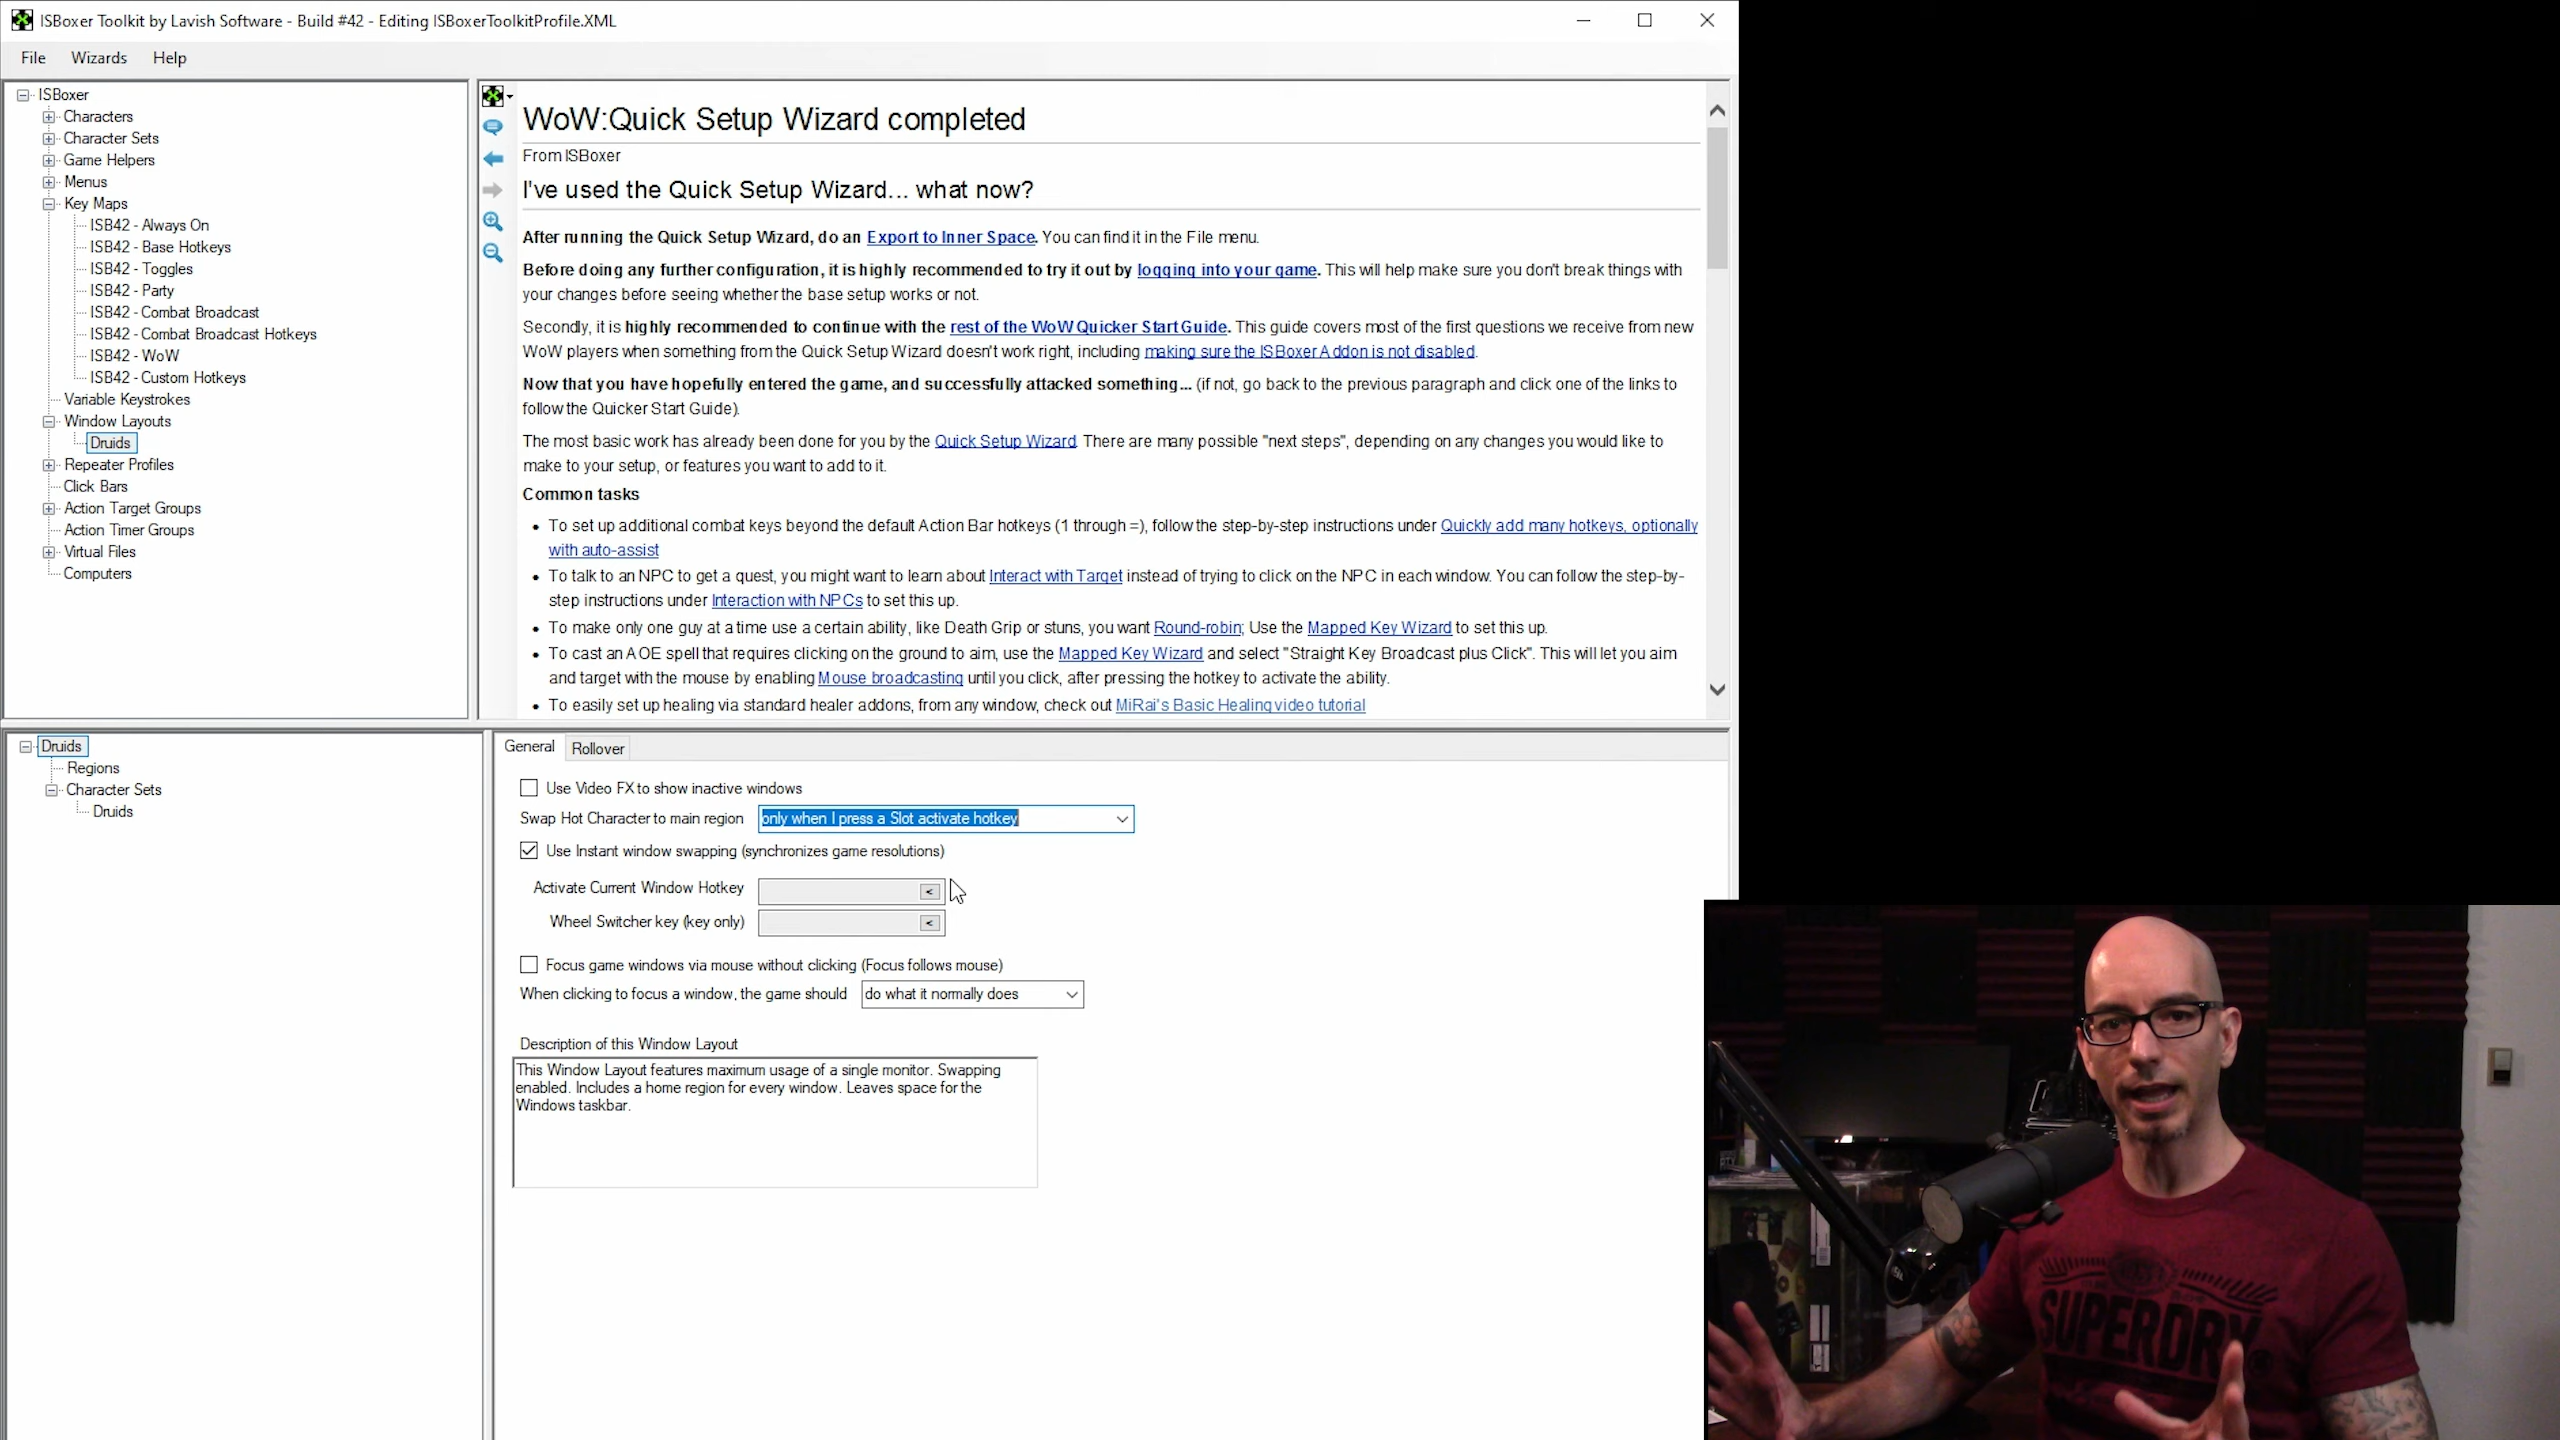 ISBoxer Toolkit by Lavish Software - Build #42 - Editing ISBoxerToolkitProfile.XML
File Wizards Help
ISBoxer
Characters
Character Sets
Game Helpers
Menus
Key Maps
ISB42 - Always On
ISB42 - Base Hotkeys
ISB42 - Toggles
ISB42 - Party
ISB42 - Combat Broadcast
ISB42 - Combat Broadcast Hotkeys
ISB42 - WoW
ISB42 - Custom Hotkeys
Variable Keystrokes
Window Layouts
Druids
Repeater Profiles
Click Bars
Action Target Groups
Action Timer Groups
Virtual Files
Computers
WoW:Quick Setup Wizard completed
From ISBoxer
I've used the Quick Setup Wizard... what now?
After running the Quick Setup Wizard, do an Export to Inner Space. You can find it in the File menu.
Before doing any further configuration, it is highly recommended to try it out by logging into your game. This will help make sure you don't break things with
your changes before seeing whether the base setup works or not.
Secondly, it is highly recommended to continue with the rest of the WoW Quicker Start Guide. This guide covers most of the first questions we receive from new
WoW players when something from the Quick Setup Wizard doesn't work right, including making sure the ISBoxer Addon is not disabled.
Now that you have hopefully entered the game, and successfully attacked something... (if not, go back to the previous paragraph and click one of the links to
follow the Quicker Start Guide).
The most basic work has already been done for you by the Quick Setup Wizard. There are many possible "next steps", depending on any changes you would like to
make to your setup, or features you want to add to it.
Common tasks
• To set up additional combat keys beyond the default Action Bar hotkeys (1 through =), follow the step-by-step instructions under Quickly add many hotkeys, optionally
with auto-assist
• To talk to an NPC to get a quest, you might want to learn about Interact with Target instead of trying to click on the NPC in each window. You can follow the step-by-
step instructions under Interaction with NPCs to set this up.
• To make only one guy at a time use a certain ability, like Death Grip or stuns, you want Round-robin; Use the Mapped Key Wizard to set this up.
• To cast an AOE spell that requires clicking on the ground to aim, use the Mapped Key Wizard and select "Straight Key Broadcast plus Click". This will let you aim
and target with the mouse by enabling Mouse broadcasting until you click, after pressing the hotkey to activate the ability.
• To easily set up healing via standard healer addons, from any window, check out MiRai's Basic Healing video tutorial
Druids
Regions
Character Sets
Druids
General Rollover
Use Video FX to show inactive windows
Swap Hot Character to main region only when I press a Slot activate hotkey
Use Instant window swapping (synchronizes game resolutions)
Activate Current Window Hotkey <
Wheel Switcher key (key only) <
Focus game windows via mouse without clicking (Focus follows mouse)
When clicking to focus a window, the game should do what it normally does
Description of this Window Layout
This Window Layout features maximum usage of a single monitor. Swapping
enabled. Includes a home region for every window. Leaves space for the
Windows taskbar.
SUPERDRY